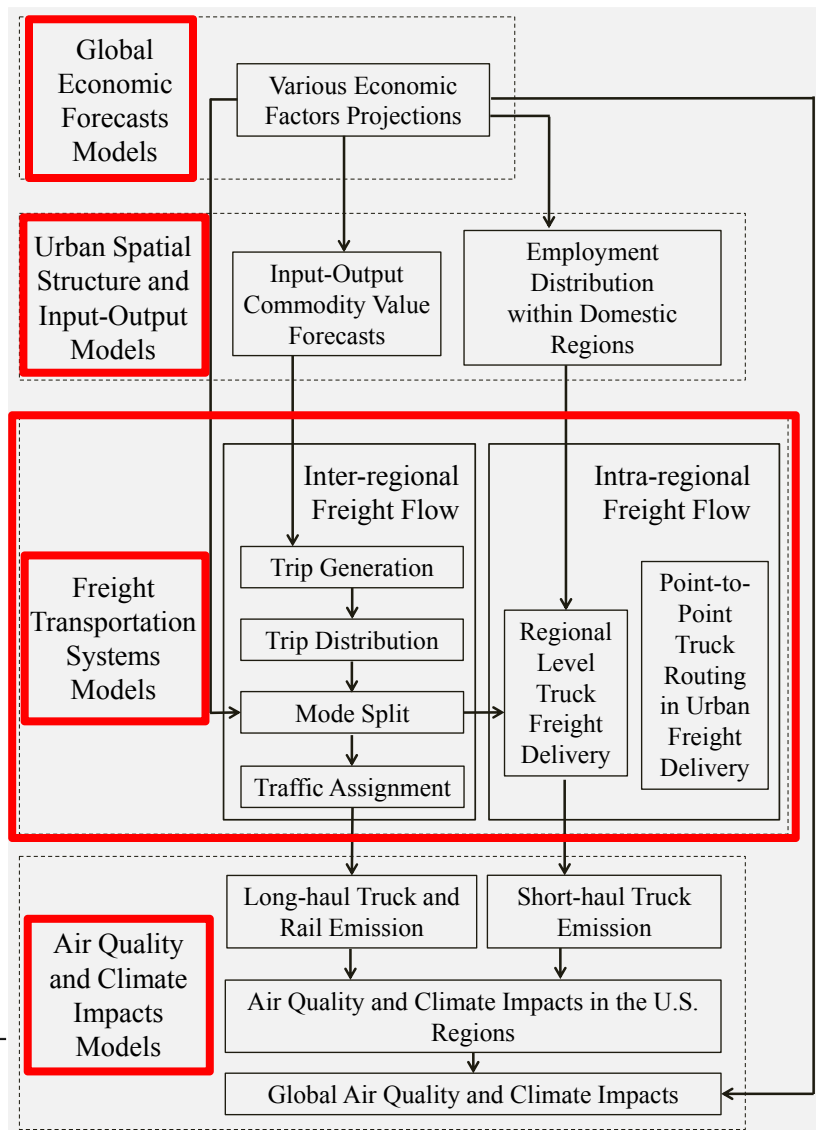 Global
Economic
Forecasts
Models
Various Economic
Factors Projections
Urban Spatial
Structure and
Input-Output
Models
Input-Output
Commodity Value
Forecasts
Employment
Distribution
within Domestic
Regions
Freight
Transportation
Systems
Models
Inter-regional
Freight Flow
Trip Generation
Trip Distribution
Mode Split
Traffic Assignment
Intra-regional
Freight Flow
Regional
Level
Truck
Freight
Delivery
Point-to-
Point
Truck
Routing
in Urban
Freight
Delivery
Air Quality
and Climate
Impacts
Models
Long-haul Truck and
Rail Emission
Short-haul Truck
Emission
Air Quality and Climate Impacts in the U.S.
Regions
Global Air Quality and Climate Impacts